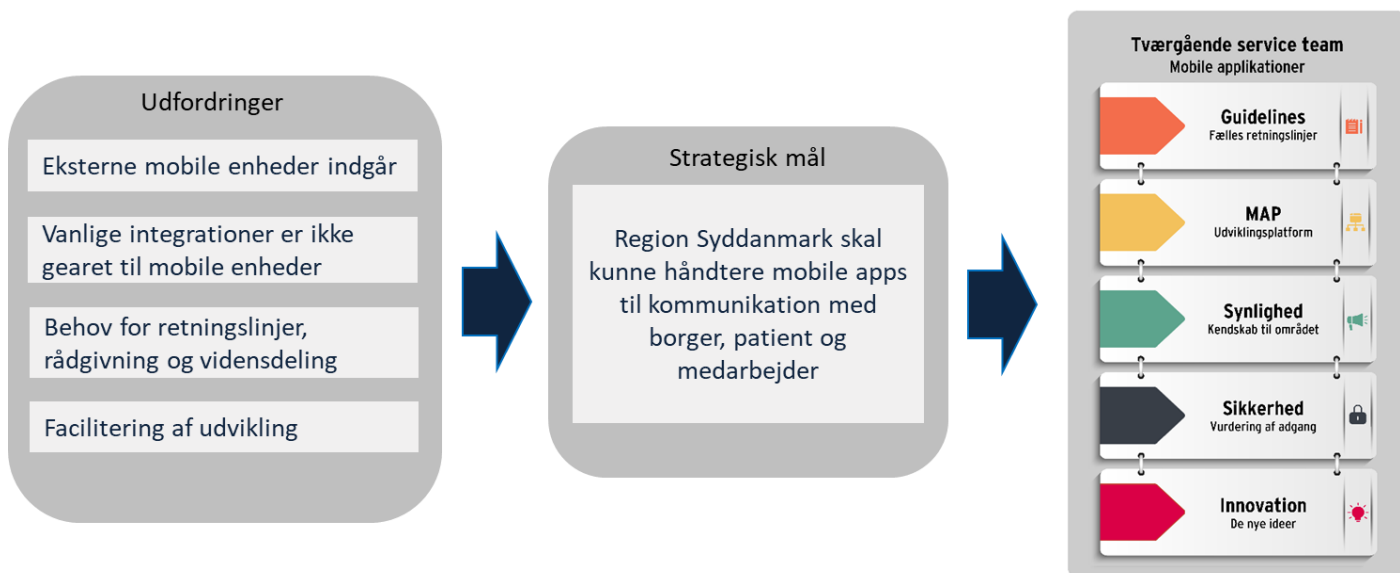 Udfordringer
Eksterne mobile enheder indgår
Vanlige integrationer er ikke
gearet til mobile enheder
Behov for retningslinjer,
rådgivning og vidensdeling
Facilitering af udvikling
Strategisk mål
Region Syddanmark skal
kunne håndtere mobile apps
til kommunikation med
borger, patient og
medarbejder
Tværgående service team
Mobile applikationer
Guidelines
Fælles retningslinjer
MAP
Udviklingsplatform
Synlighed
Kendskab til området
Sikkerhed
Vurdering af adgang
Innovation
De nye ideer